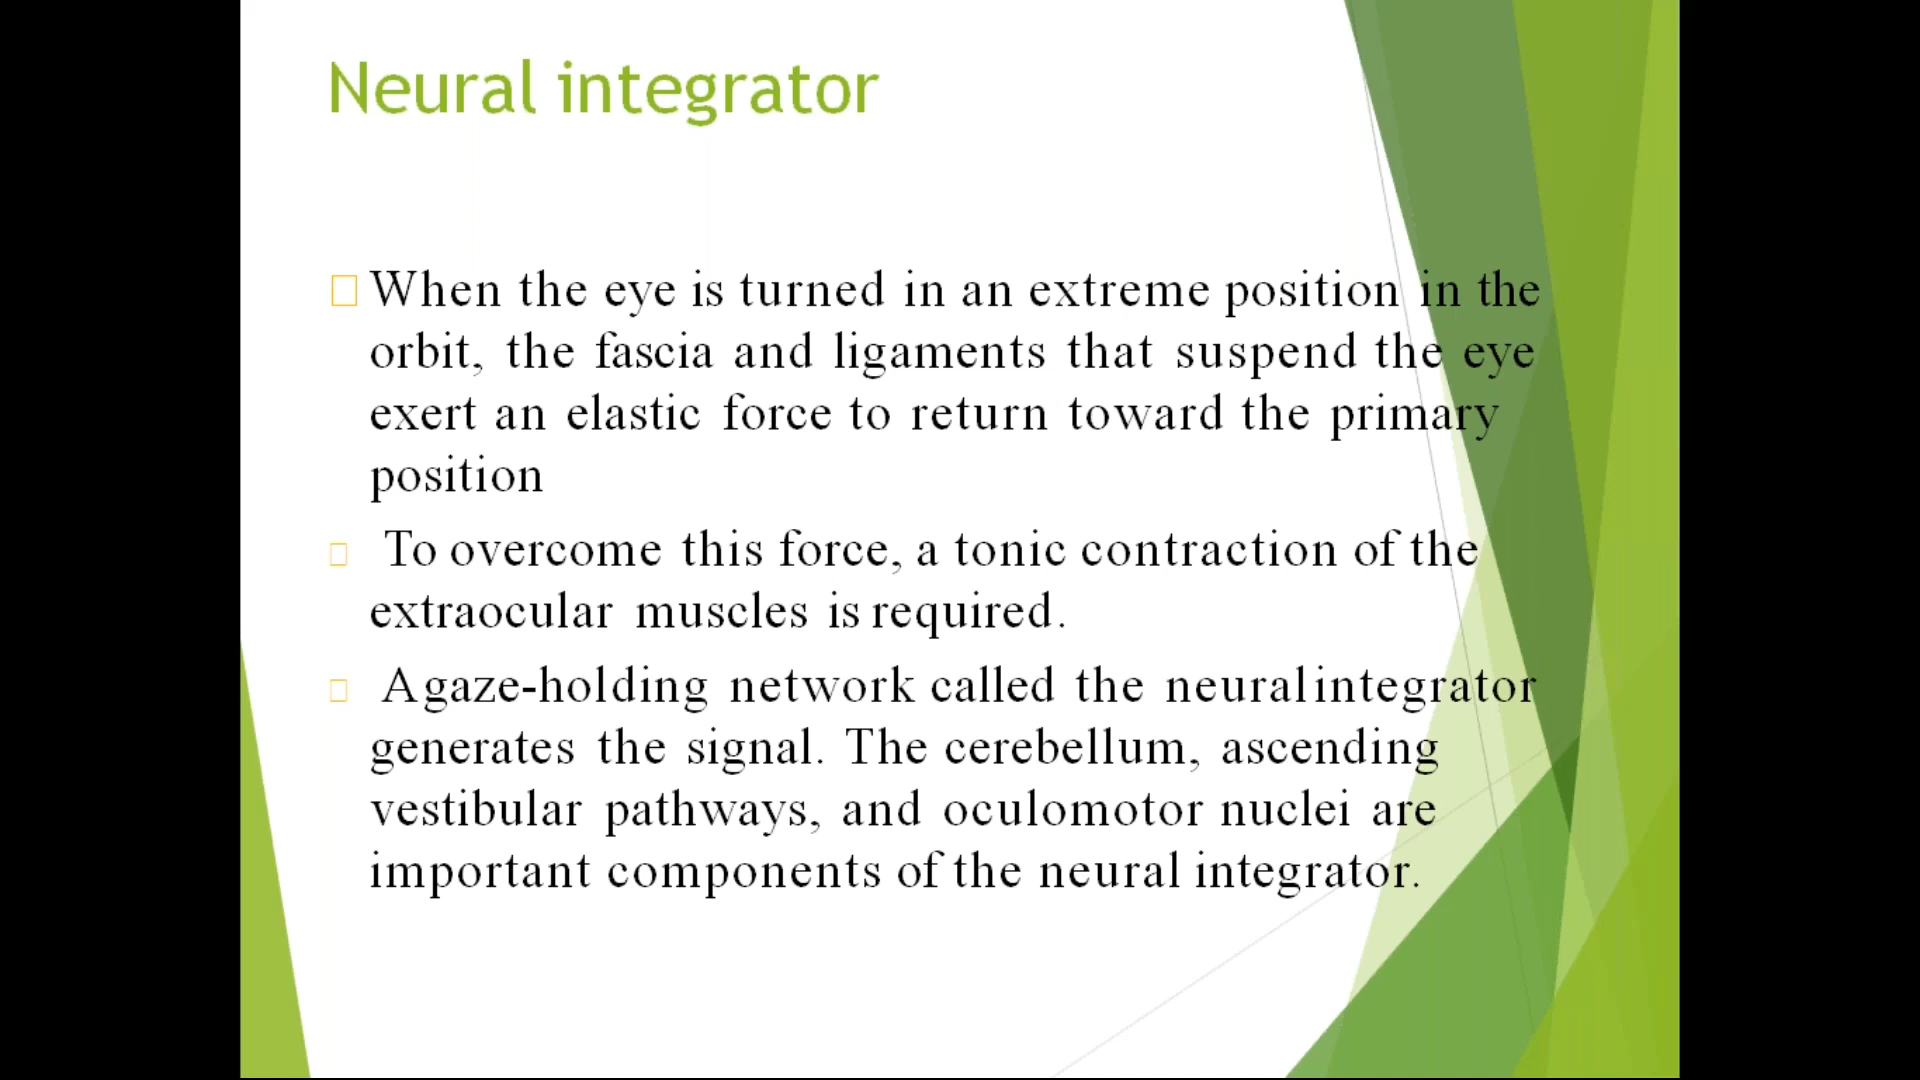 Neural integrator
When the eye is turned in an extreme position in the
orbit, the fascia and ligaments that suspend the eye
exert an elastic force to return toward the primary
position
To overcome this force, a tonic contraction of the
extraocular muscles is required.
A gaze-holding network called the neural integrator
generates the signal. The cerebellum, ascending
vestibular pathways, and oculomotor nuclei are
important components of the neural integrator.